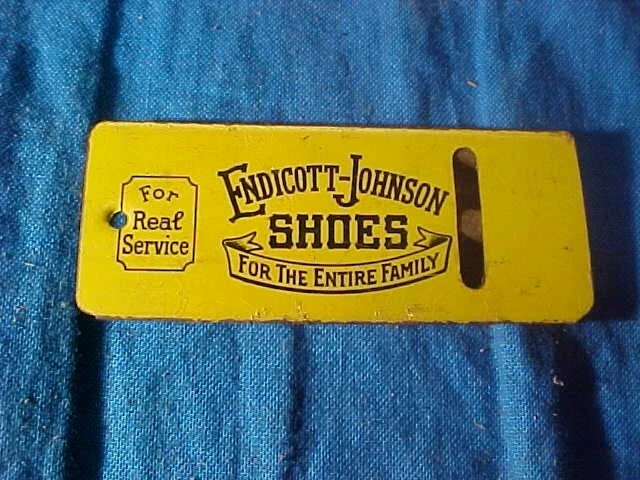 For
Real
Service
ENDICOTT-JOHNSON
SHOES
FOR THE ENTIRE FAMILY